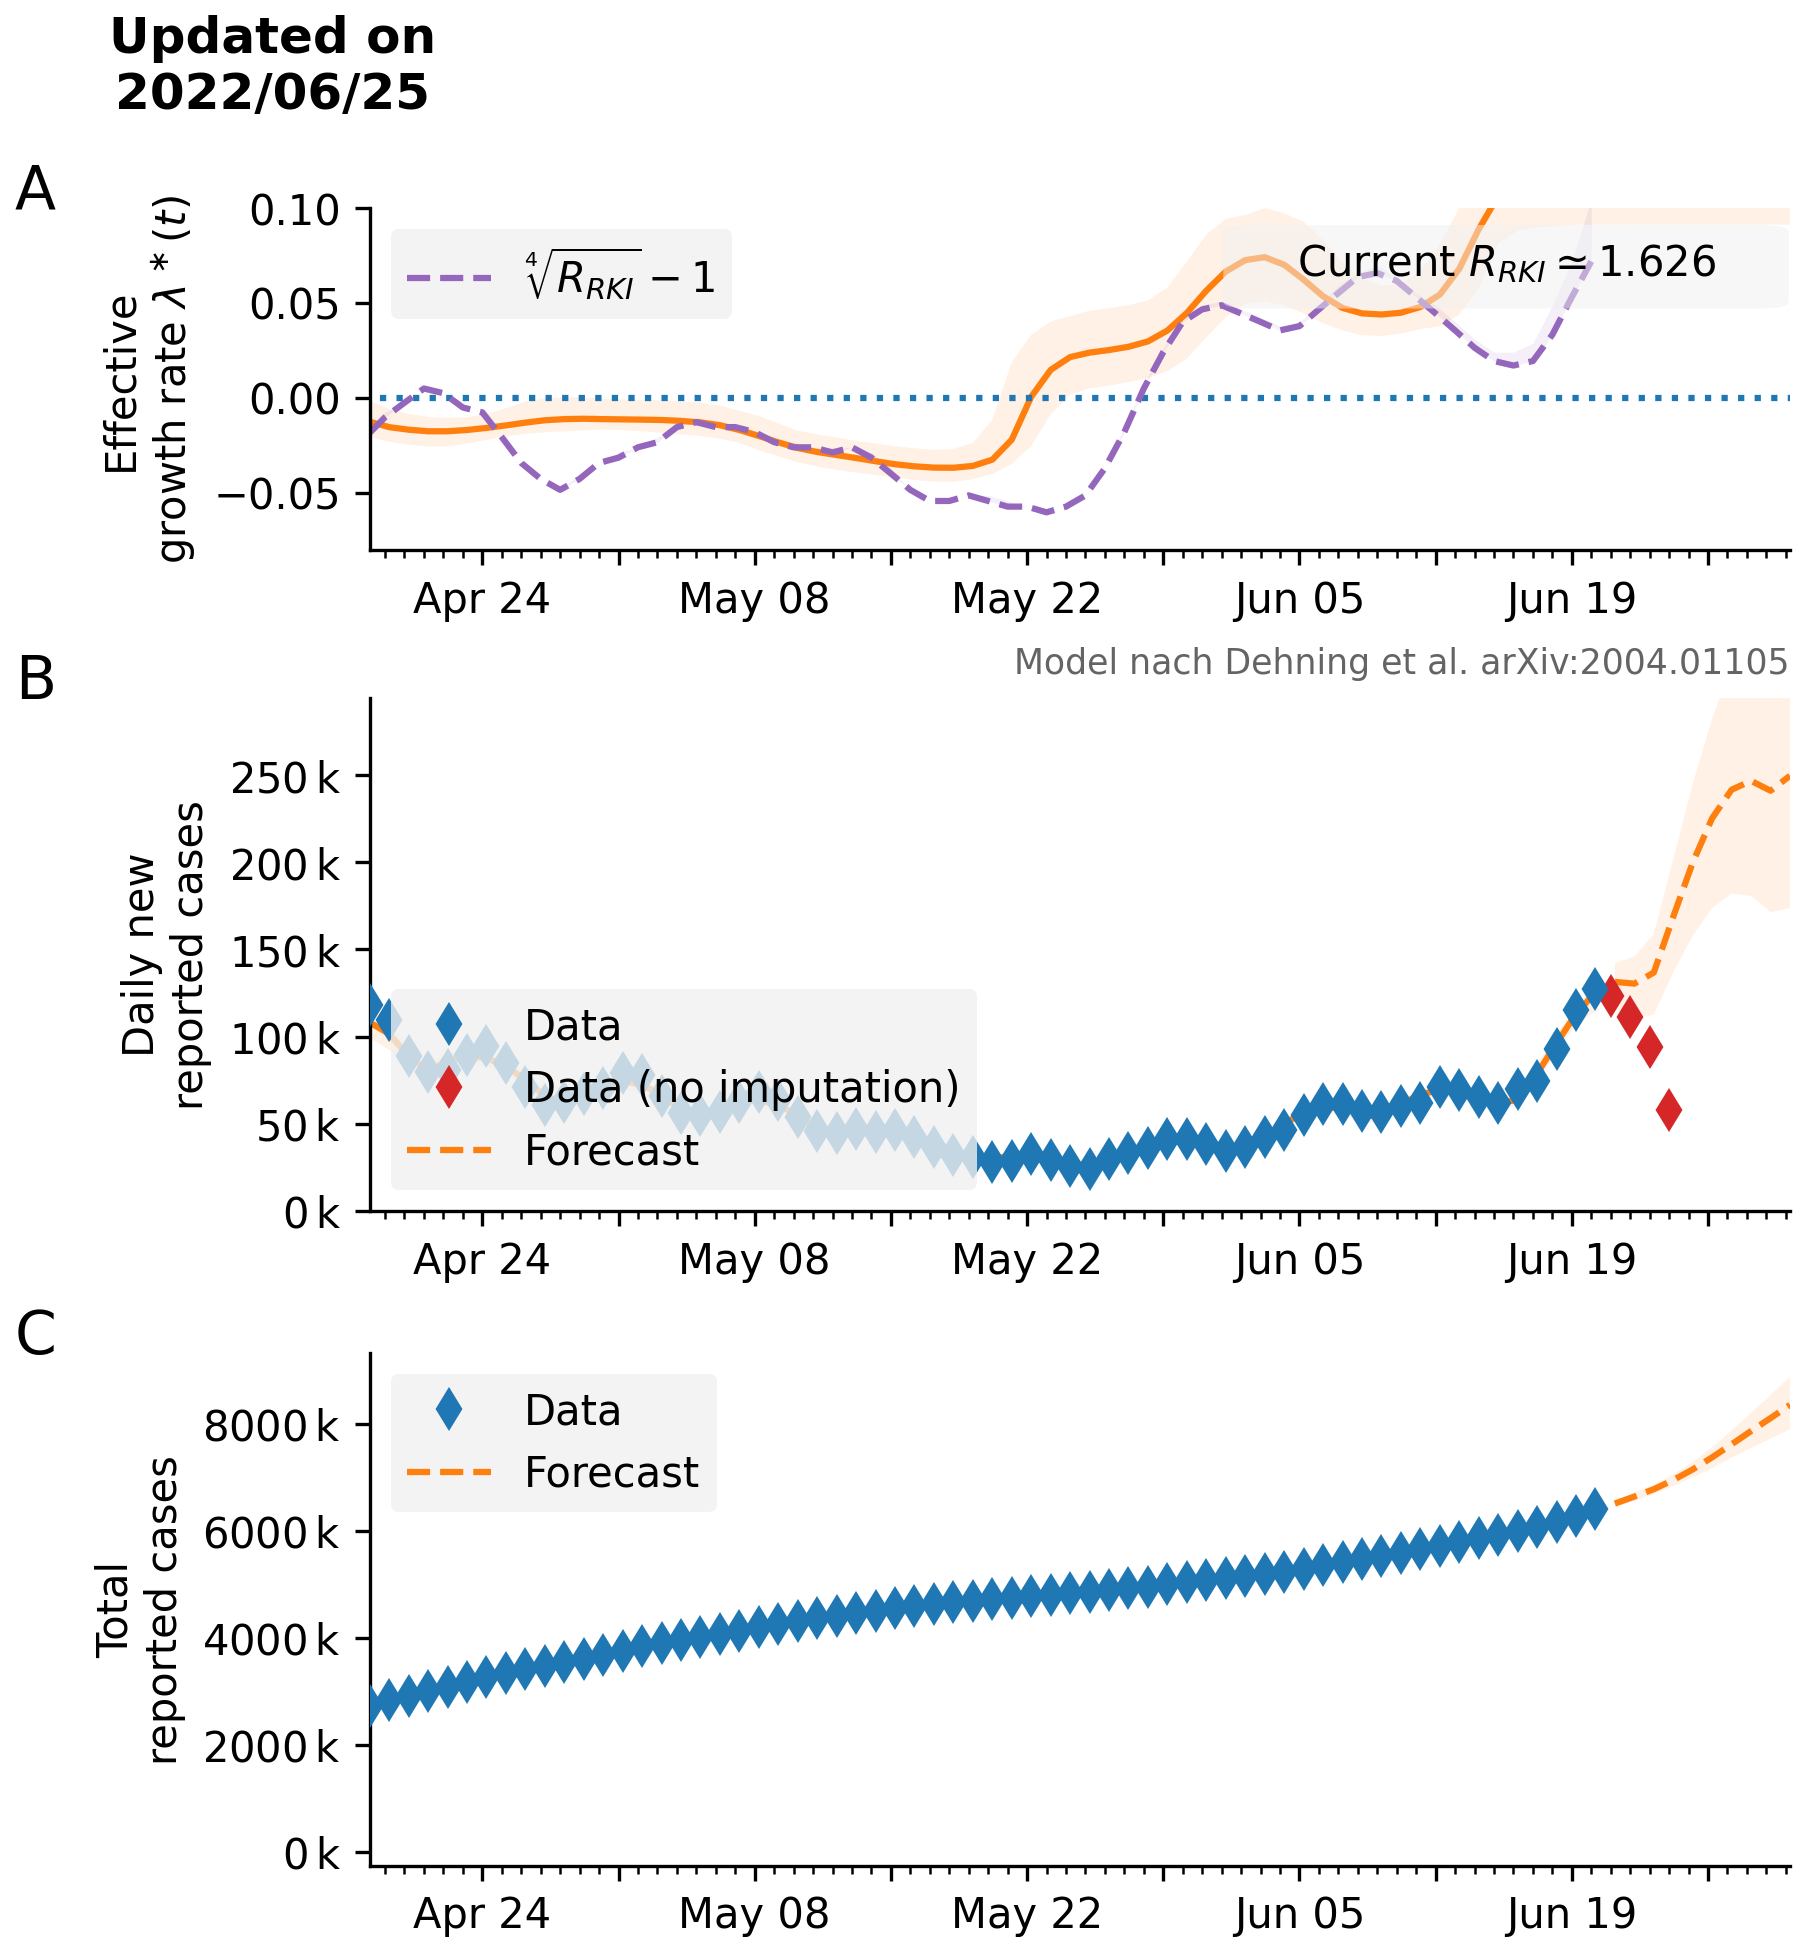 Updated on
2022/06/25
A
Effective
growth rate λ * (t)
0.10
0.05
0.00
−0.05
∜R_RKI − 1
Current R_RKI ≃ 1.626
Apr 24 May 08 May 22 Jun 05 Jun 19
Model nach Dehning et al. arXiv:2004.01105
B
Daily new
reported cases
250 k
200 k
150 k
100 k
50 k
0 k
Data
Data (no imputation)
Forecast
Apr 24 May 08 May 22 Jun 05 Jun 19
C
Total
reported cases
8000 k
6000 k
4000 k
2000 k
0 k
Data
Forecast
Apr 24 May 08 May 22 Jun 05 Jun 19